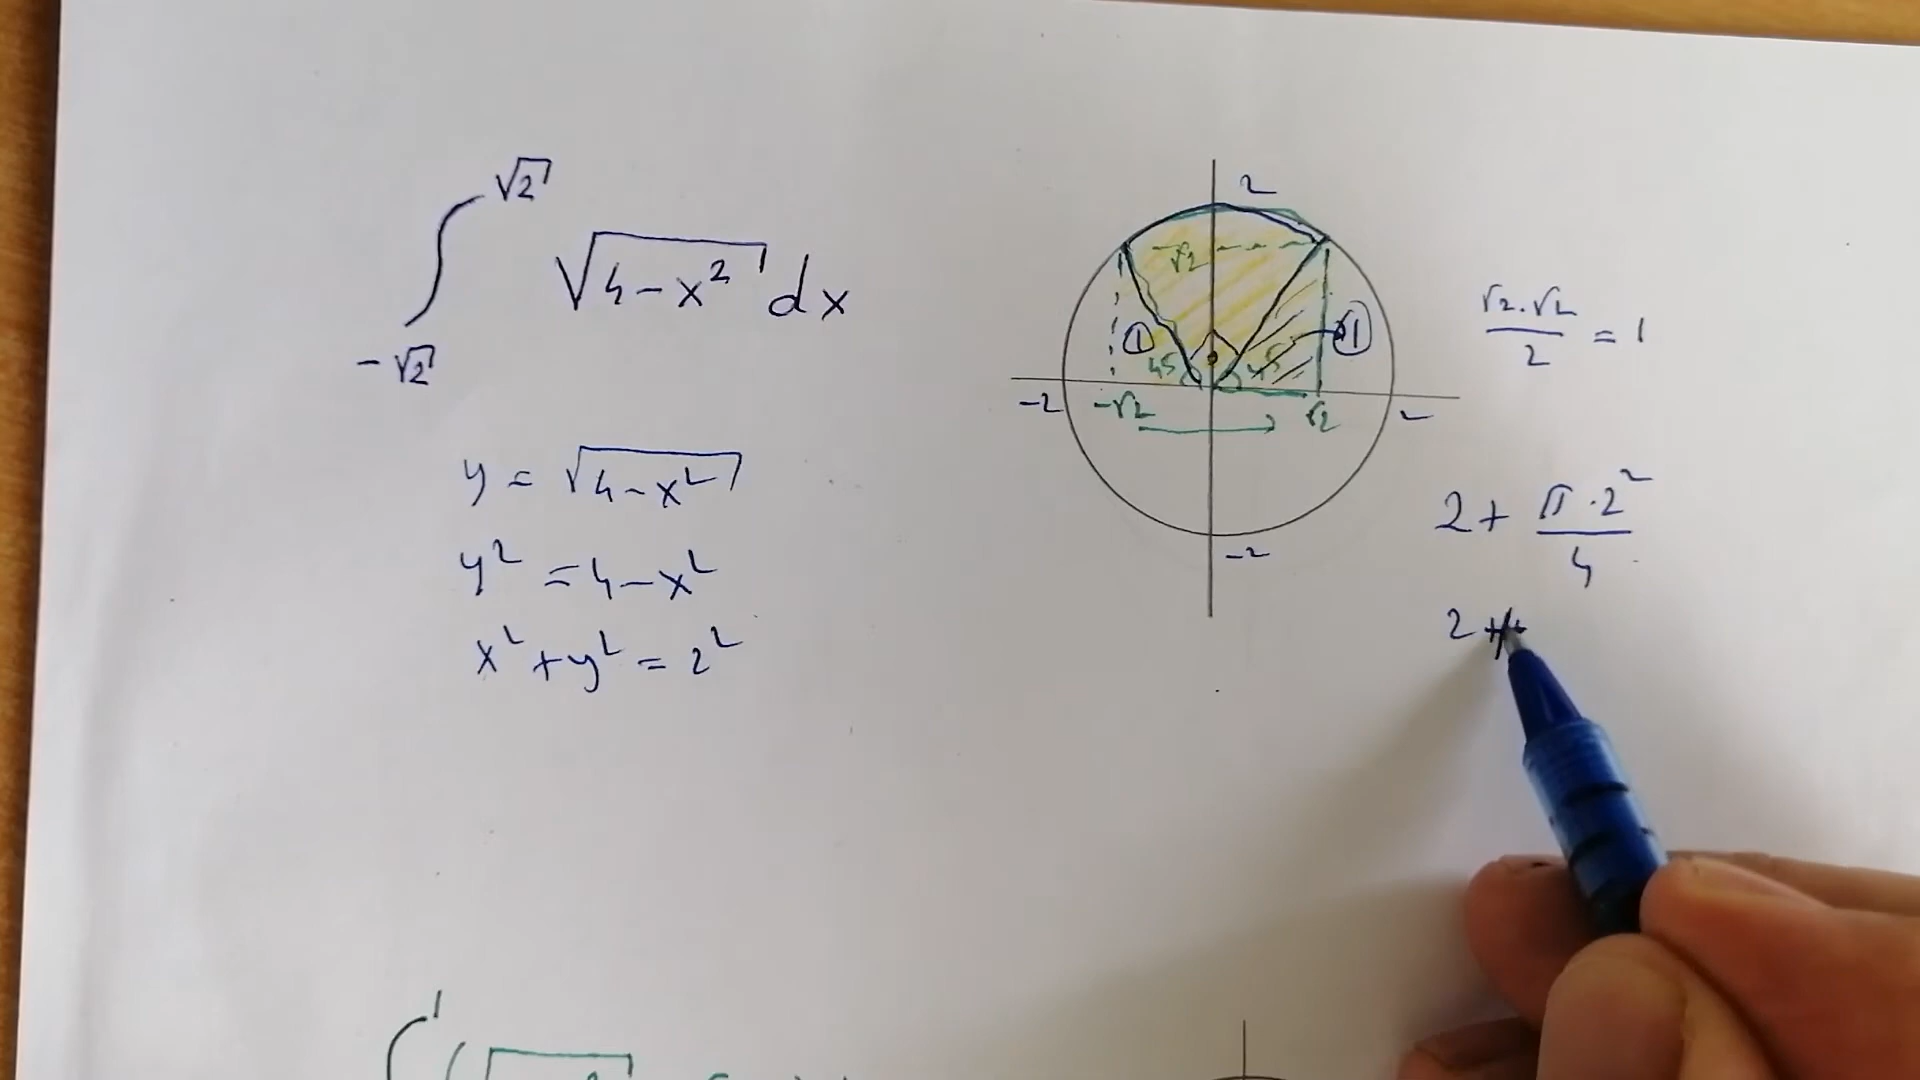 ∫_{-√2}^{√2} √(4-x²) dx
y = √(4-x²)
y² = 4-x²
x² + y² = 2²
2
√2
① ①
45 45
-2 -√2 √2 2
-2
√2·√2/2 = 1
2 + π·2²/4
2 +
1